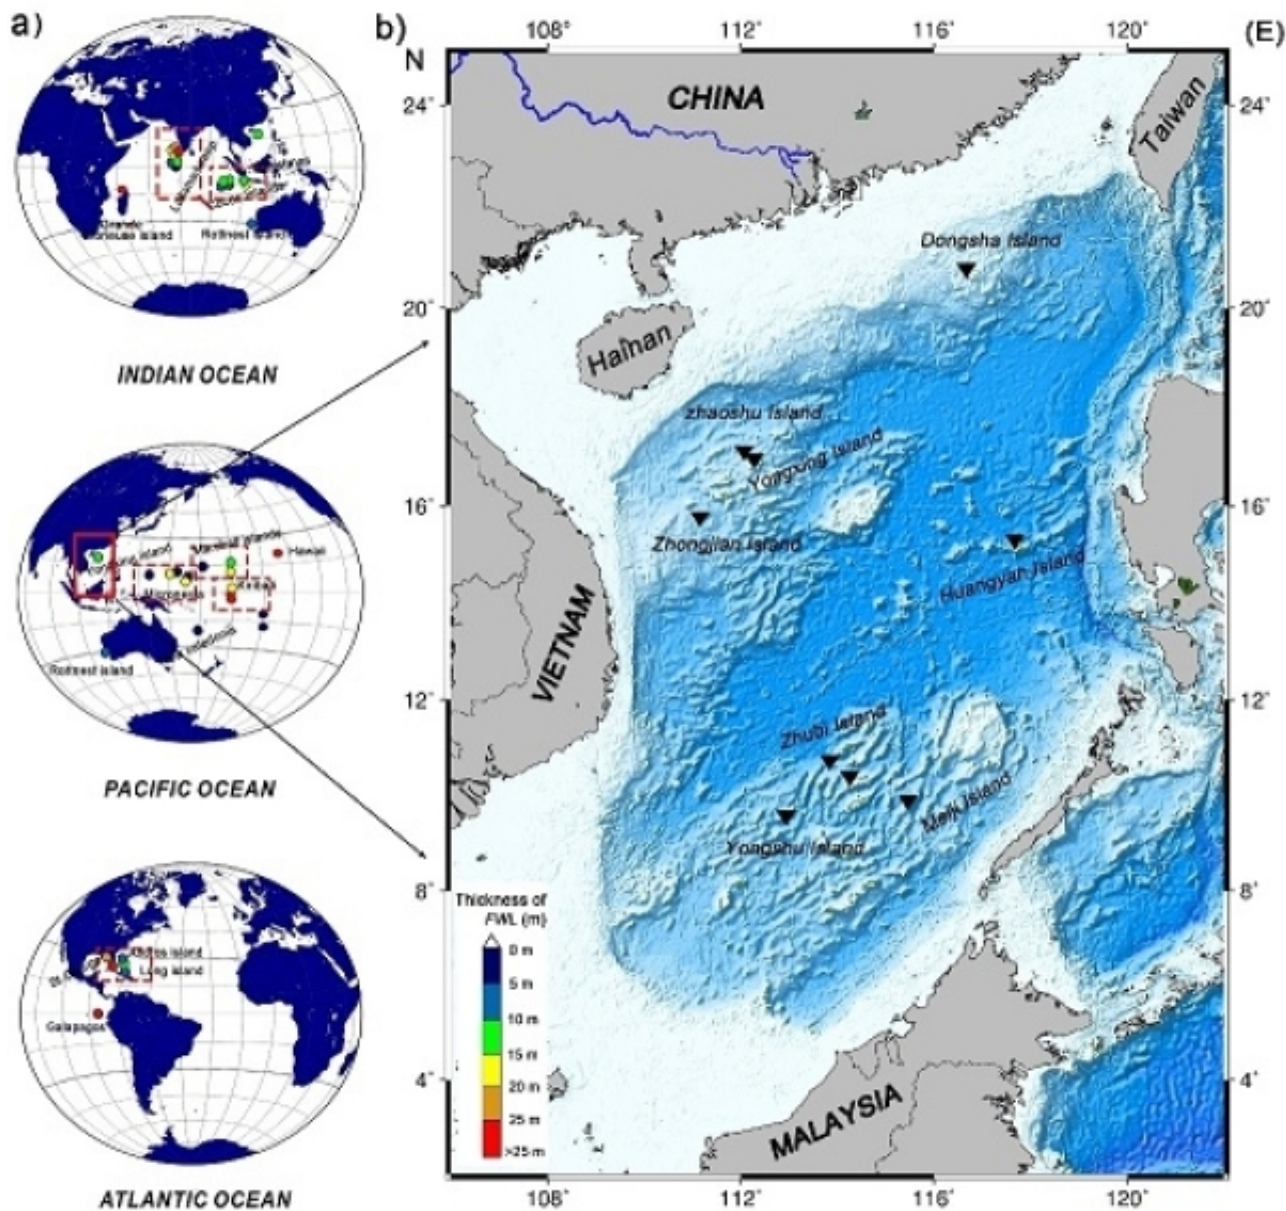 a)
Rottnest Island
INDIAN OCEAN
Marshall Islands
Hawaii
Micronesia
Rottnest Island
PACIFIC OCEAN
Long island
Galapagos
ATLANTIC OCEAN
b)
108° 112° 116° 120° (E)
N
24° 24°
CHINA
Taiwan
Dongsha Island
20° 20°
Hainan
zhaoshu Island
Yongxing Island
16° 16°
Zhongjian Island
Huangyan Island
VIETNAM
12° 12°
Zhubi Island
Meiji Island
Yongshu Island
8° 8°
Thickness of
FWL (m)
0 m
5 m
10 m
15 m
20 m
25 m
>25 m
4° 4°
MALAYSIA
108° 112° 116° 120°